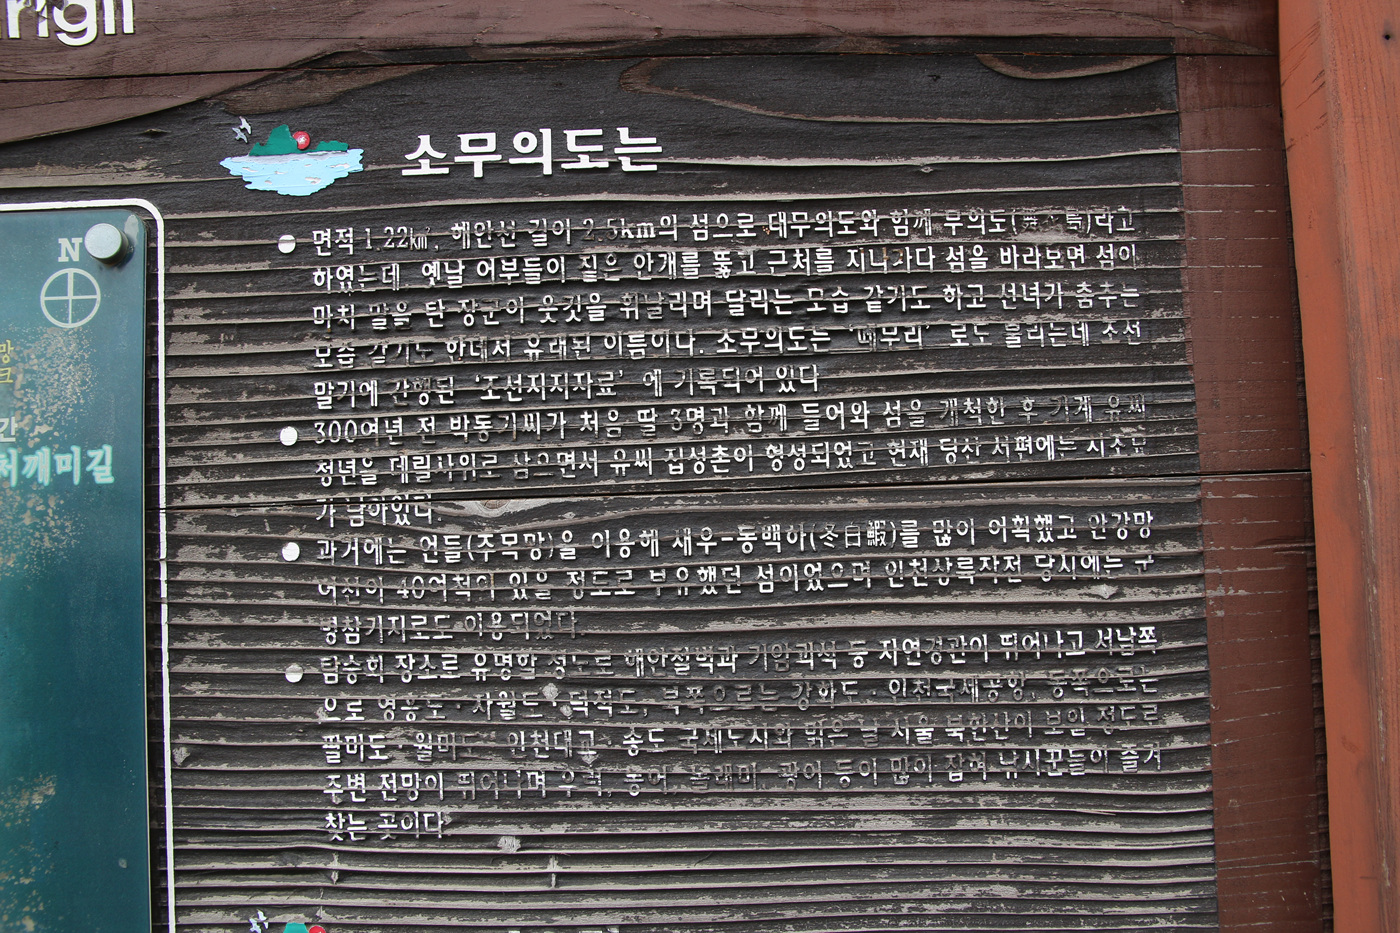 rigil
N
망
크
간
처깨미길
소무의도는
면적 1.22㎢, 해안선 길이 2.5km의 섬으로 대무의도와 함께 무의도(舞衣島)라고
하였는데 옛날 어부들이 짙은 안개를 뚫고 근처를 지나가다 섬을 바라보면 섬이
마치 말을 탄 장군이 옷깃을 휘날리며 달리는 모습 같기도 하고 선녀가 춤추는
모습 같기도 한데서 유래된 이름이다. 소무의도는 '떼무리' 로도 불리는데 조선
말기에 간행된 '조선지지자료' 에 기록되어 있다
300여년 전 박동기씨가 처음 딸 3명과 함께 들어와 섬을 개척한 후 기계 유씨
청년을 데릴사위로 삼으면서 유씨 집성촌이 형성되었고 현재 당산 서편에는 시조묘
가 남아있다.
과거에는 언들(주목망)을 이용해 새우-동백하(冬白鰕)를 많이 어획했고 안강망
어선이 40여척이 있을 정도로 부유했던 섬이었으며 인천상륙작전 당시에는 군
병참기지로도 이용되었다.
담승회 장소로 유명할 정도로 해안절벽과 기암괴석 등 자연경관이 뛰어나고 서남쪽
으로 영흥도·자월도·덕적도, 북쪽으로는 강화도·인천국제공항, 동쪽으로는
팔미도·월미도·인천대교·송도 국제도시와 맑은 날 서울 북한산이 보일 정도로
주변 전망이 뛰어나며 우럭, 농어, 놀래미, 광어 등이 많이 잡혀 낚시꾼들이 즐겨
찾는 곳이다.